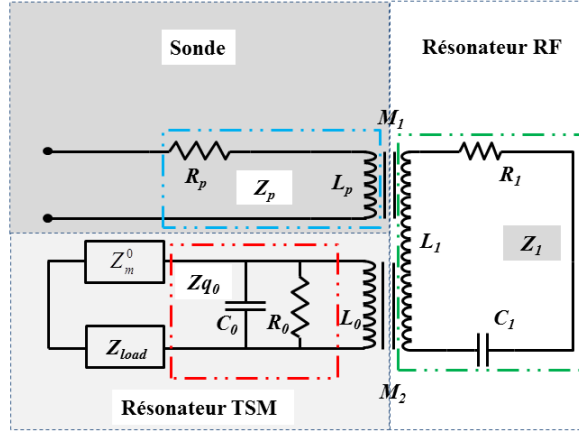 Sonde
Résonateur RF
M1
Rp
Zp
Lp
R1
L1
Z1
Zm0
Zq0
C0
R0
L0
Zload
C1
M2
Résonateur TSM